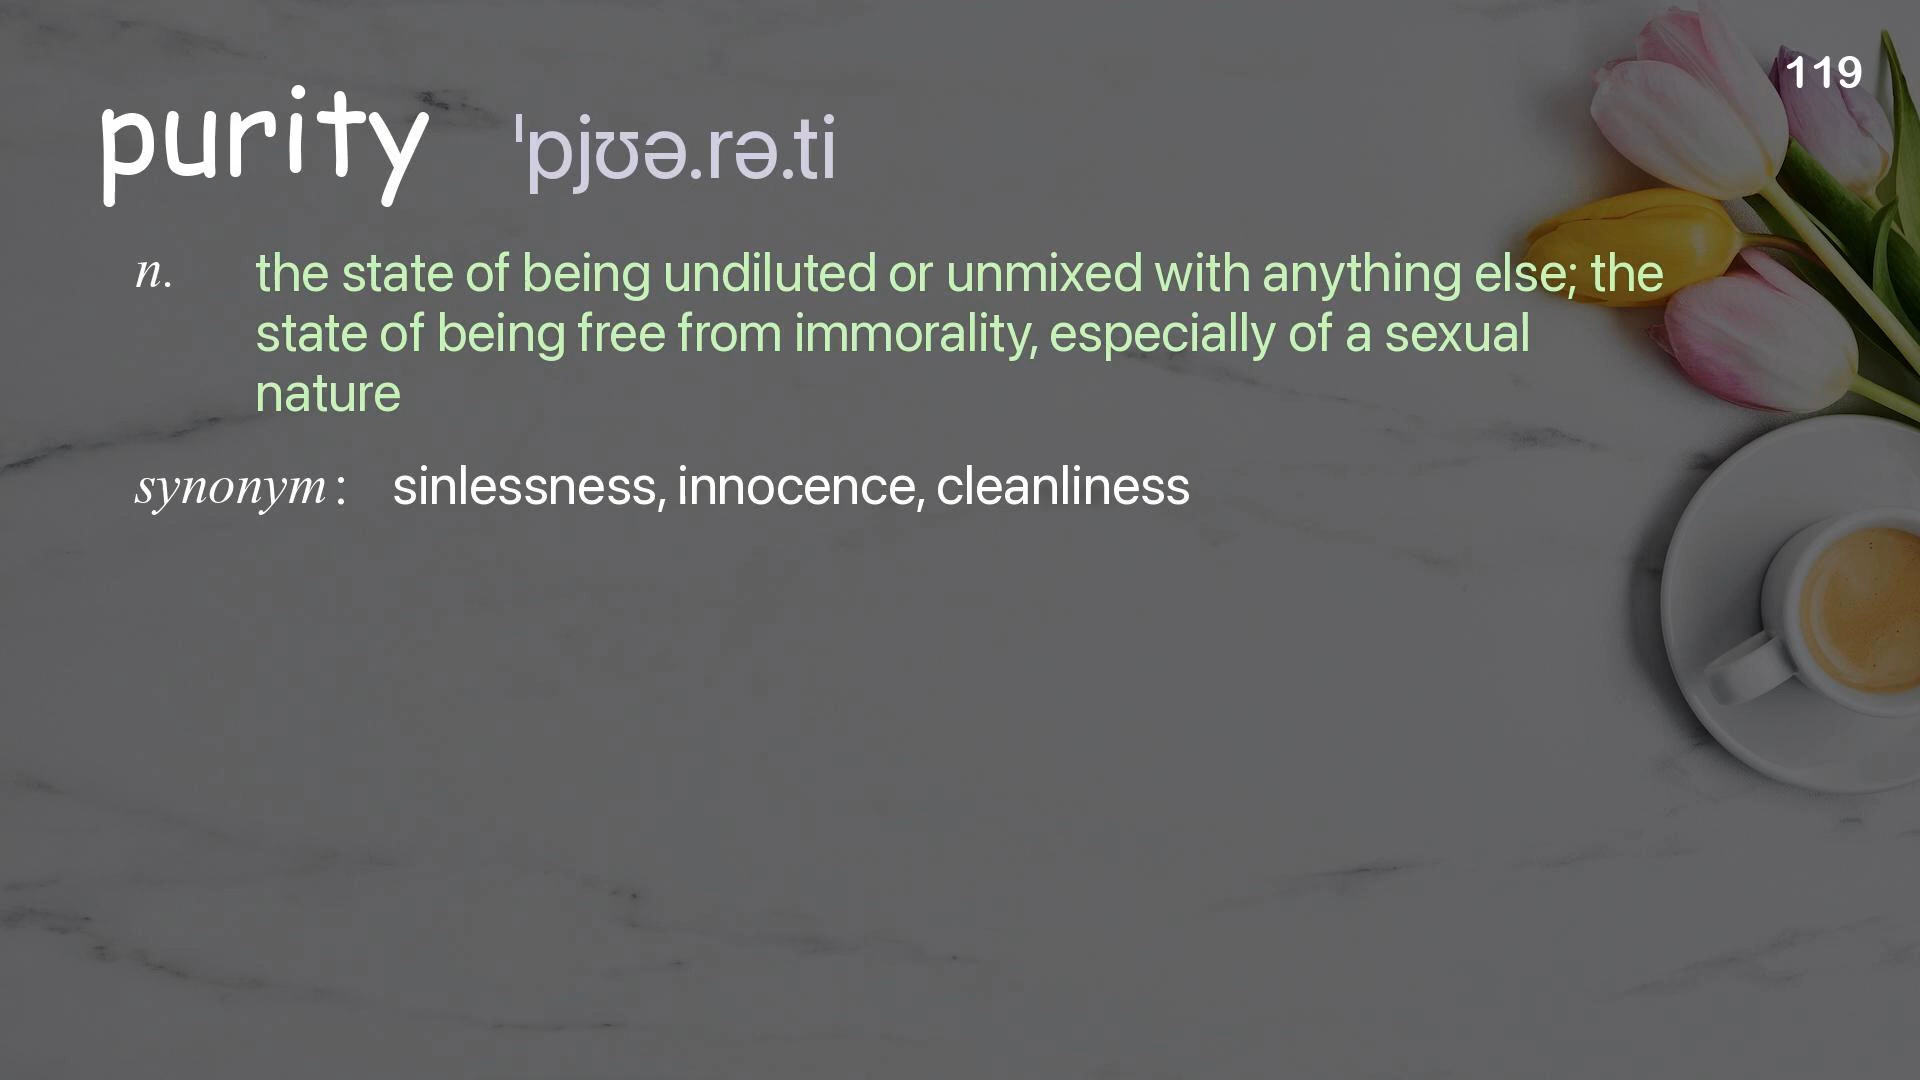 119
purity ˈpjʊə.rə.ti
n. the state of being undiluted or unmixed with anything else; the
state of being free from immorality, especially of a sexual
nature
synonym : sinlessness, innocence, cleanliness